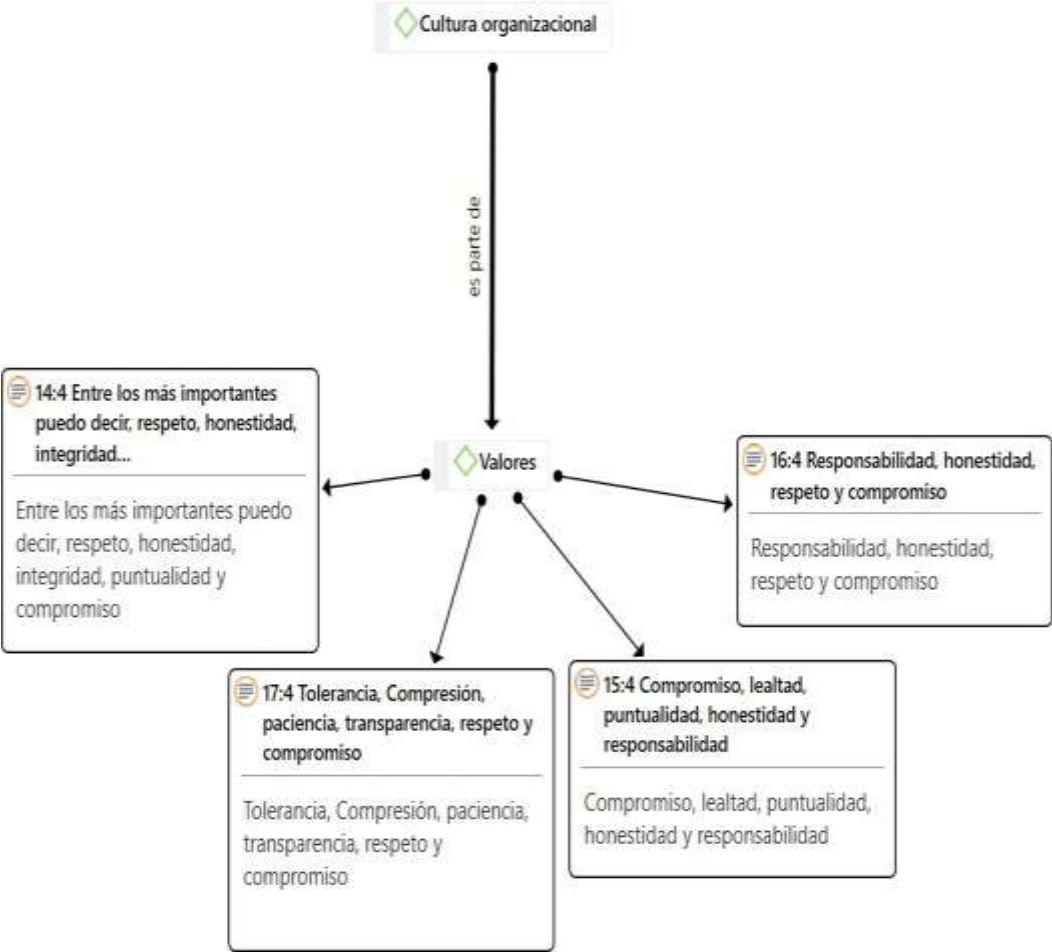 Cultura organizacional
es parte de
14:4 Entre los más importantes
puedo decir, respeto, honestidad,
integridad...
Entre los más importantes puedo
decir, respeto, honestidad,
integridad, puntualidad y
compromiso
Valores
16:4 Responsabilidad, honestidad,
respeto y compromiso
Responsabilidad, honestidad,
respeto y compromiso
17:4 Tolerancia, Compresión,
paciencia, transparencia, respeto y
compromiso
Tolerancia, Compresión, paciencia,
transparencia, respeto y
compromiso
15:4 Compromiso, lealtad,
puntualidad, honestidad y
responsabilidad
Compromiso, lealtad, puntualidad,
honestidad y responsabilidad